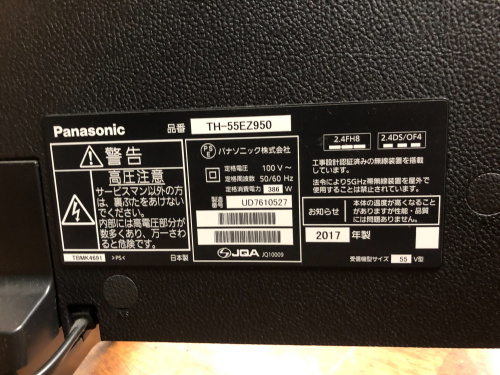 Panasonic 品番 TH-55EZ950
警告
高圧注意
サービスマン以外の方
は、裏ぶたをあけない
でください。
内部には高電圧部分が
数多くあり、万一さわ
ると危険です。
TBMK4691 >PS< 日本製
PS
E
パナソニック株式会社
定格電圧 100 V～
定格周波数 50/60 Hz
定格消費電力 386 W
製造番号 UD7610527
JQA JQ10009
2.4FH8
2.4DS/OF4
工事設計認証済みの無線装置を搭載
しています。
法令により5GHz帯無線装置を屋外で
使用することは禁止されています。
お知らせ
本体の温度が高くなること
がありますが性能・品質
には問題ありません。
2017 年製
受像機型サイズ 55 V型